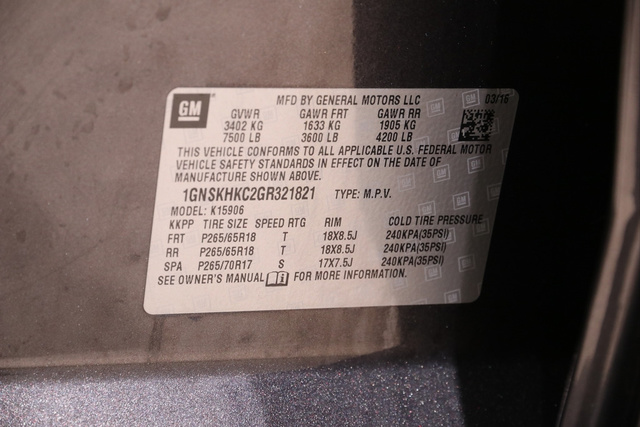 GM
MFD BY GENERAL MOTORS LLC 03/16
GVWR GAWR FRT GAWR RR
3402 KG 1633 KG 1905 KG
7500 LB 3600 LB 4200 LB
THIS VEHICLE CONFORMS TO ALL APPLICABLE U.S. FEDERAL MOTOR
VEHICLE SAFETY STANDARDS IN EFFECT ON THE DATE OF
MANUFACTURE SHOWN ABOVE.
1GNSKHKC2GR321821 TYPE: M.P.V.
MODEL: K15906
KKPP TIRE SIZE SPEED RTG RIM COLD TIRE PRESSURE
FRT P265/65R18 T 18X8.5J 240KPA(35PSI)
RR P265/65R18 T 18X8.5J 240KPA(35PSI)
SPA P265/70R17 S 17X7.5J 240KPA(35PSI)
SEE OWNER'S MANUAL FOR MORE INFORMATION.